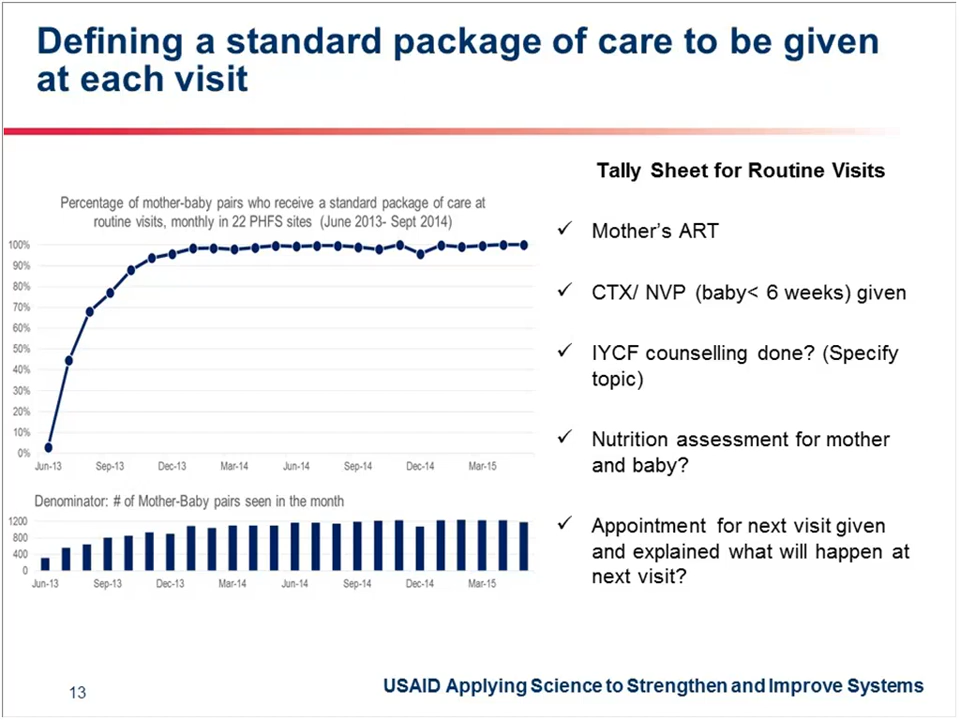 Defining a standard package of care to be given
at each visit
Percentage of mother-baby pairs who receive a standard package of care at
routine visits, monthly in 22 PHFS sites (June 2013- Sept 2014)
100%
90%
80%
70%
60%
50%
40%
30%
20%
10%
0%
Jun-13 Sep-13 Dec-13 Mar-14 Jun-14 Sep-14 Dec-14 Mar-15
Denominator: # of Mother-Baby pairs seen in the month
1200
800
400
0
Jun-13 Sep-13 Dec-13 Mar-14 Jun-14 Sep-14 Dec-14 Mar-15
Tally Sheet for Routine Visits
✓ Mother's ART
✓ CTX/ NVP (baby< 6 weeks) given
✓ IYCF counselling done? (Specify
topic)
✓ Nutrition assessment for mother
and baby?
✓ Appointment for next visit given
and explained what will happen at
next visit?
13
USAID Applying Science to Strengthen and Improve Systems